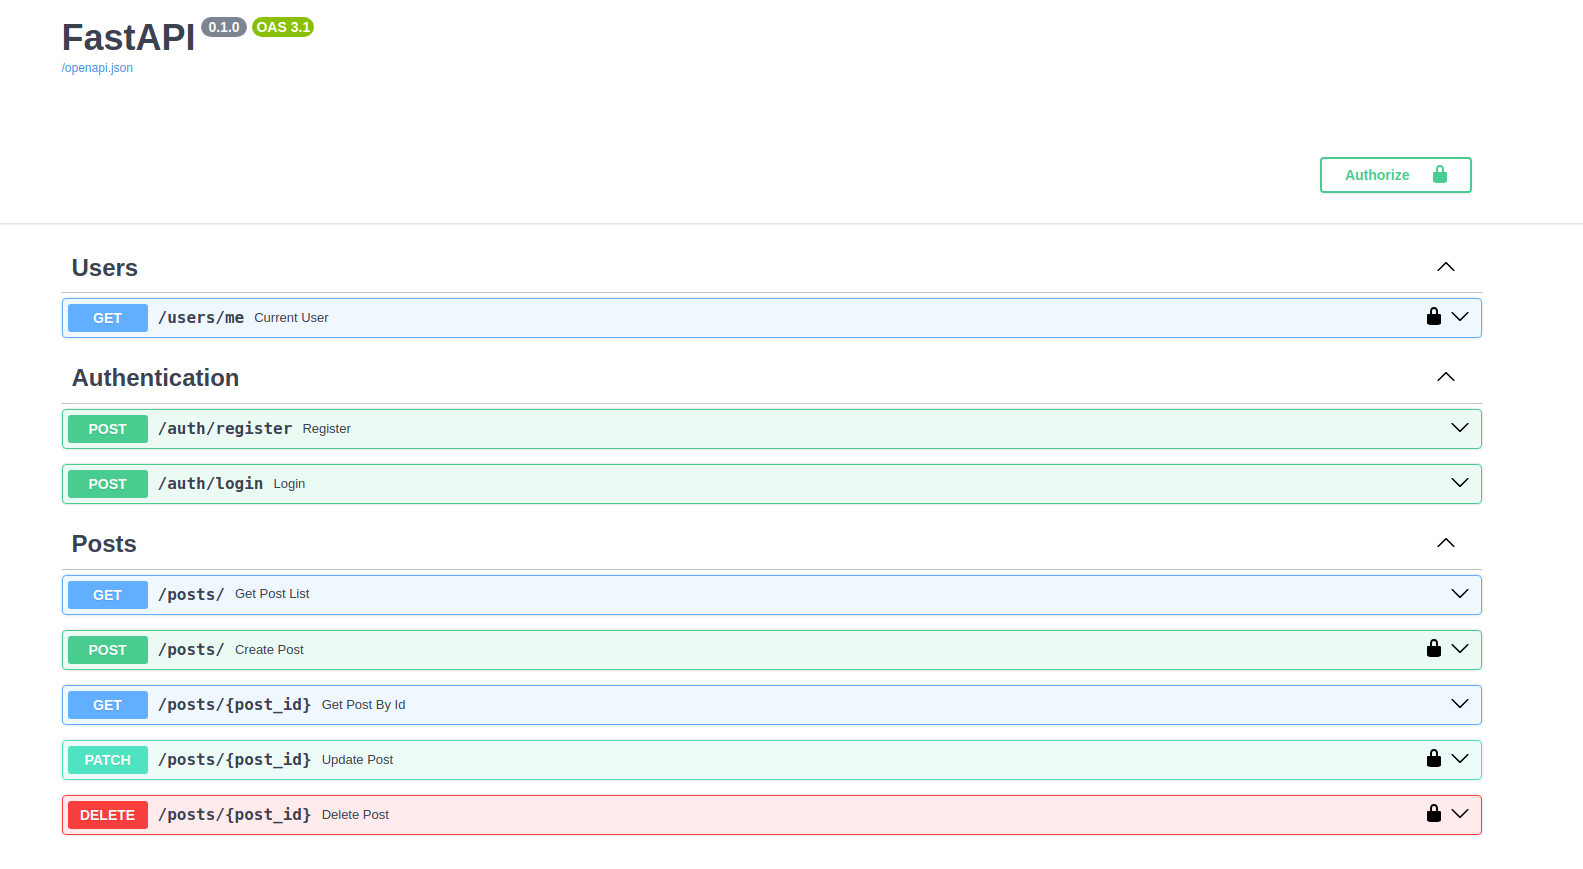 FastAPI 0.1.0 OAS 3.1
/openapi.json
Authorize
Users
GET /users/me Current User
Authentication
POST /auth/register Register
POST /auth/login Login
Posts
GET /posts/ Get Post List
POST /posts/ Create Post
GET /posts/{post_id} Get Post By Id
PATCH /posts/{post_id} Update Post
DELETE /posts/{post_id} Delete Post